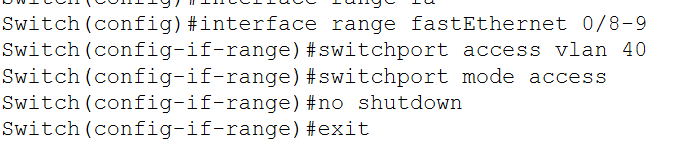 Switch(config)#interface range fa
Switch(config)#interface range fastEthernet 0/8-9
Switch(config-if-range)#switchport access vlan 40
Switch(config-if-range)#switchport mode access
Switch(config-if-range)#no shutdown
Switch(config-if-range)#exit